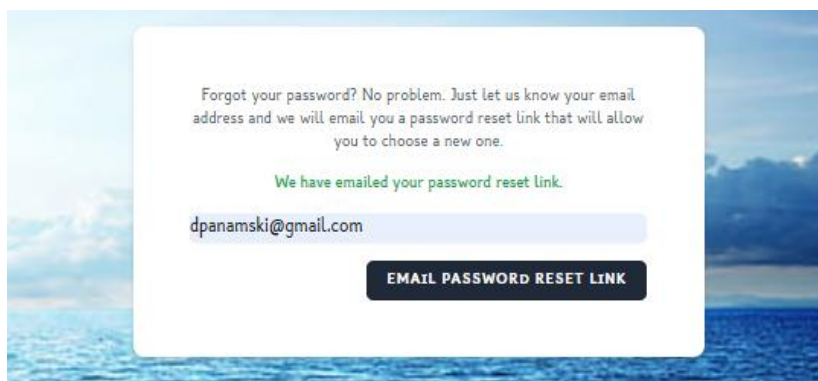 Forgot your password? No problem. Just let us know your email
address and we will email you a password reset link that will allow
you to choose a new one.
We have emailed your password reset link.
dpanamski@gmail.com
EMAIL PASSWORD RESET LINK